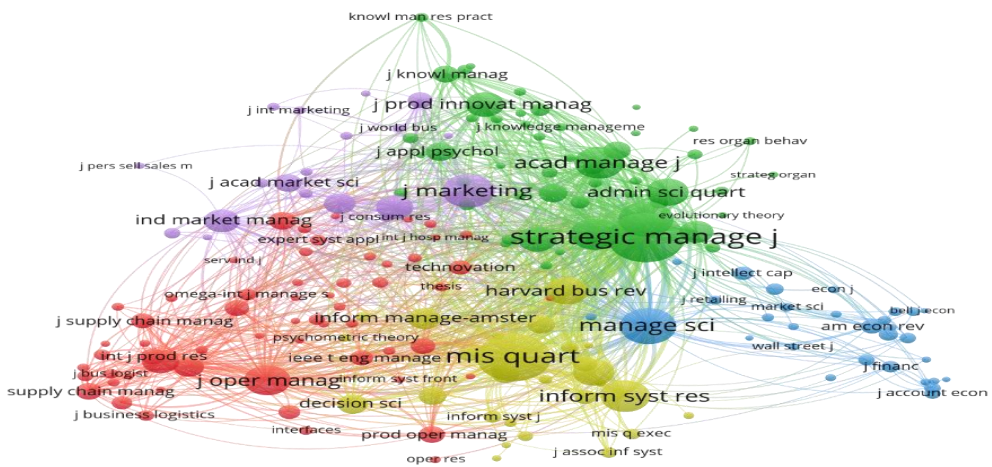 knowl man res pract
j knowl manag
j prod innovat manag
j int marketing
j world bus
j knowledge manageme
res organ behav
j appl psychol
acad manage j
j pers sell sales m
strateg organ
j acad market sci
j marketing
admin sci quart
ind market manag
j consum res
evolutionary theory
expert syst appl
int j hosp manag
strategic manage j
serv ind j
technovation
j intellect cap
thesis
harvard bus rev
econ j
omega-int j manage s
j retailing
market sci
bell j econ
j supply chain manag
inform manage-amster
manage sci
am econ rev
psychometric theory
wall street j
int j prod res
ieee t eng manage
mis quart
j financ
j bus logist
j oper manag
inform syst front
supply chain manag
j account econ
decision sci
inform syst res
j business logistics
inform syst j
interfaces
prod oper manag
mis q exec
j assoc inf syst
oper res